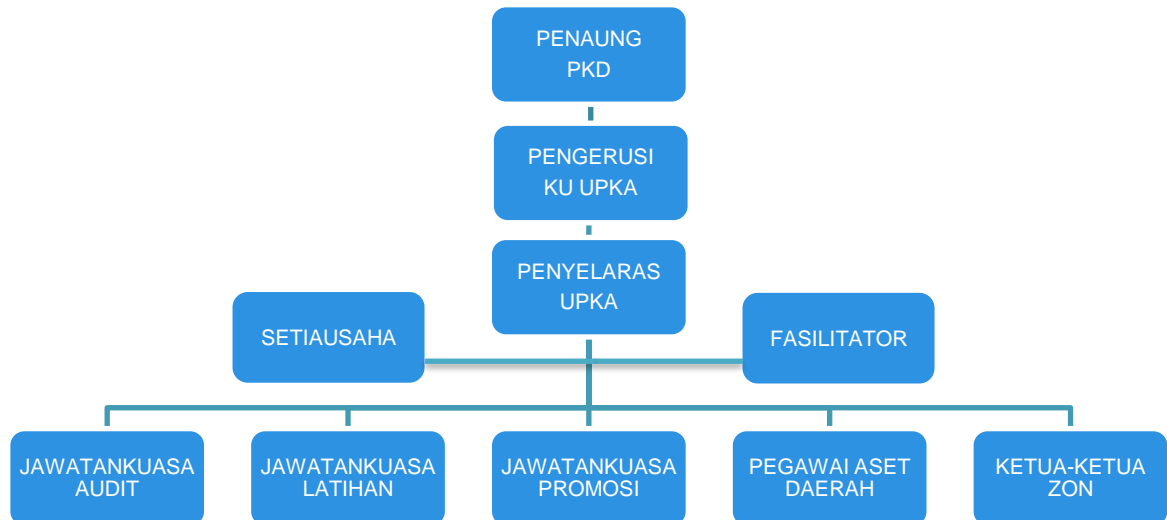 PENAUNG
PKD
PENGERUSI
KU UPKA
PENYELARAS
UPKA
SETIAUSAHA
FASILITATOR
JAWATANKUASA
AUDIT
JAWATANKUASA
LATIHAN
JAWATANKUASA
PROMOSI
PEGAWAI ASET
DAERAH
KETUA-KETUA
ZON